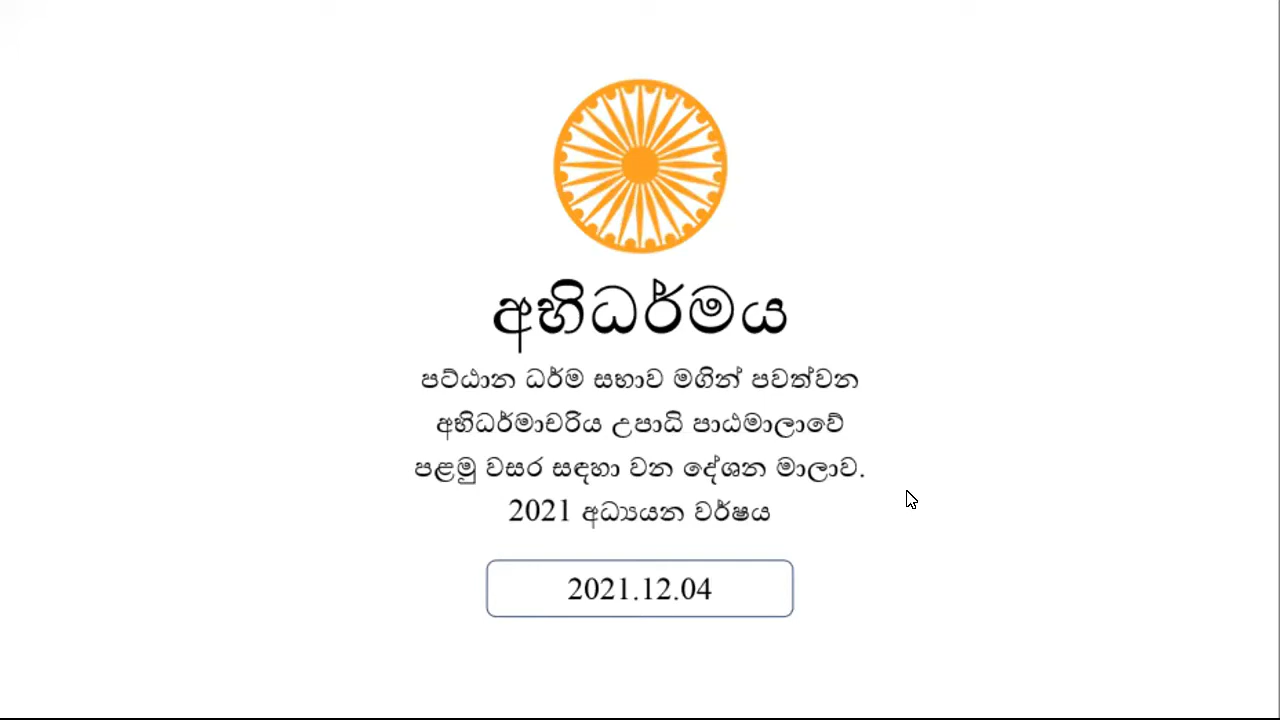 අභිධර්මය
පට්ඨාන ධර්ම සභාව මගින් පවත්වන
අභිධර්මාචරිය උපාධි පාඨමාලාවේ
පළමු වසර සඳහා වන දේශන මාලාව.
2021 අධ්‍යයන වර්ෂය
2021.12.04